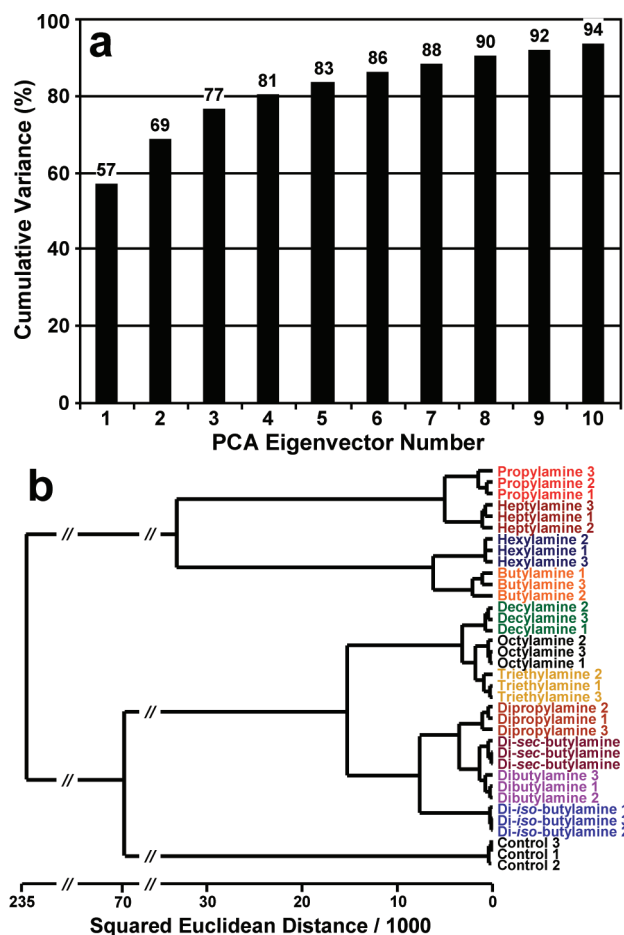 a
Cumulative Variance (%)
100
80
60
40
20
0
57
69
77
81
83
86
88
90
92
94
1 2 3 4 5 6 7 8 9 10
PCA Eigenvector Number
b
Propylamine 3
Propylamine 2
Propylamine 1
Heptylamine 3
Heptylamine 1
Heptylamine 2
Hexylamine 2
Hexylamine 1
Hexylamine 3
Butylamine 1
Butylamine 3
Butylamine 2
Decylamine 2
Decylamine 3
Decylamine 1
Octylamine 2
Octylamine 3
Octylamine 1
Triethylamine 2
Triethylamine 1
Triethylamine 3
Dipropylamine 2
Dipropylamine 1
Dipropylamine 3
Di-sec-butylamine
Di-sec-butylamine
Di-sec-butylamine
Dibutylamine 3
Dibutylamine 1
Dibutylamine 2
Di-iso-butylamine
Di-iso-butylamine
Di-iso-butylamine
Control 3
Control 1
Control 2
235 // 70 // 30 20 10 0
Squared Euclidean Distance / 1000